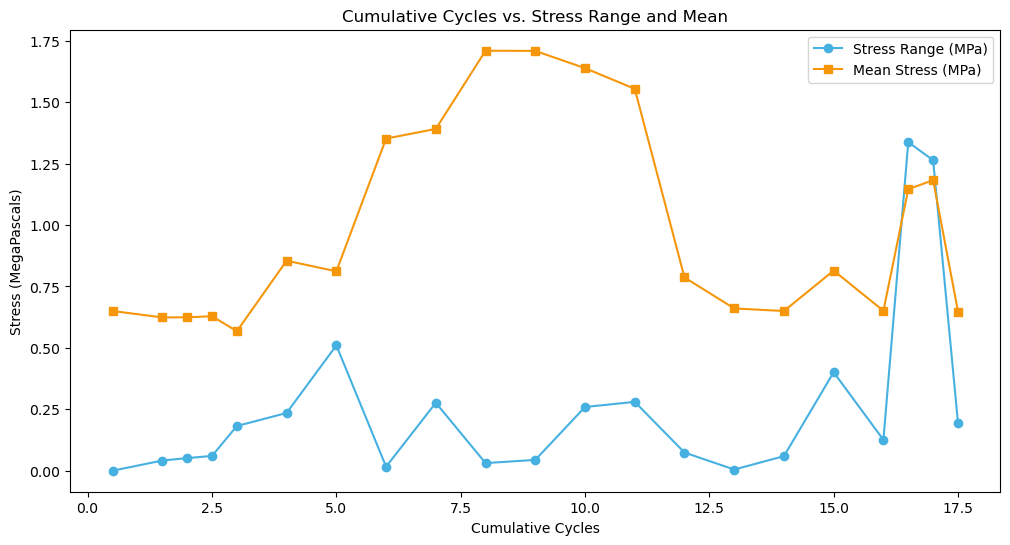 Cumulative Cycles vs. Stress Range and Mean
Stress Range (MPa)
Mean Stress (MPa)
Stress (MegaPascals)
1.75
1.50
1.25
1.00
0.75
0.50
0.25
0.00
0.0 2.5 5.0 7.5 10.0 12.5 15.0 17.5
Cumulative Cycles